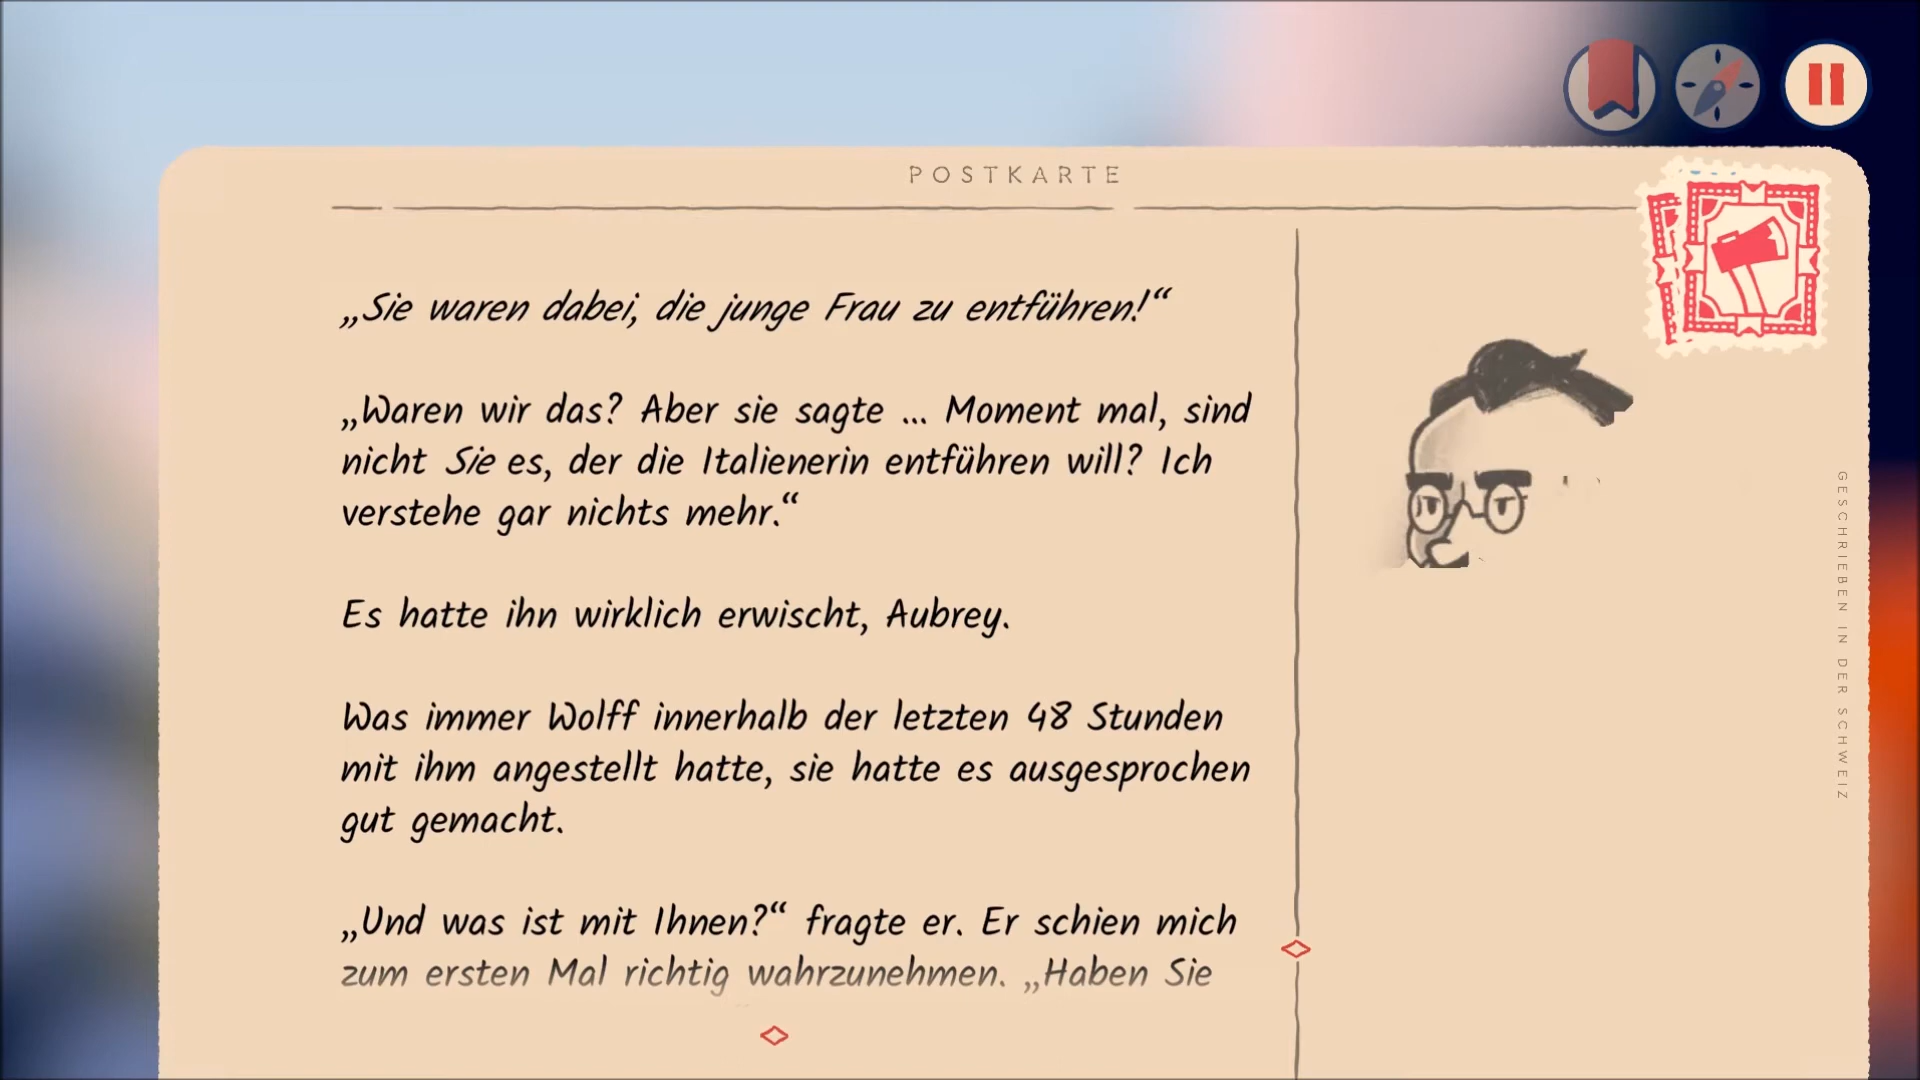 POSTKARTE
„Sie waren dabei, die junge Frau zu entführen!“
„Waren wir das? Aber sie sagte ... Moment mal, sind
nicht Sie es, der die Italienerin entführen will? Ich
verstehe gar nichts mehr.“
Es hatte ihn wirklich erwischt, Aubrey.
Was immer Wolff innerhalb der letzten 48 Stunden
mit ihm angestellt hatte, sie hatte es ausgesprochen
gut gemacht.
„Und was ist mit Ihnen?“ fragte er. Er schien mich
zum ersten Mal richtig wahrzunehmen. „Haben Sie
GESCHRIEBEN IN DER SCHWEIZ